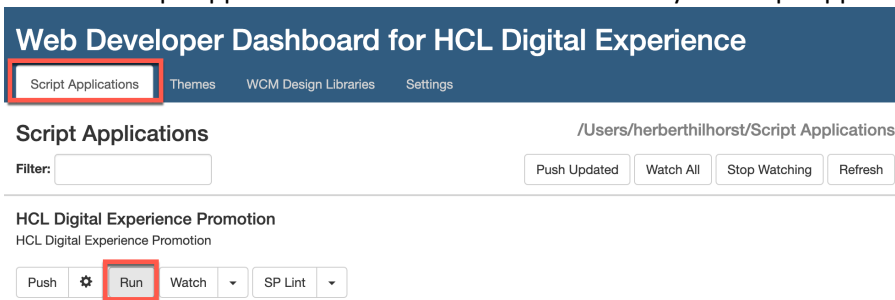 Web Developer Dashboard for HCL Digital Experience
Script Applications Themes WCM Design Libraries Settings
Script Applications /Users/herberthilhorst/Script Applications
Filter: Push Updated Watch All Stop Watching Refresh
HCL Digital Experience Promotion
HCL Digital Experience Promotion
Push Run Watch SP Lint